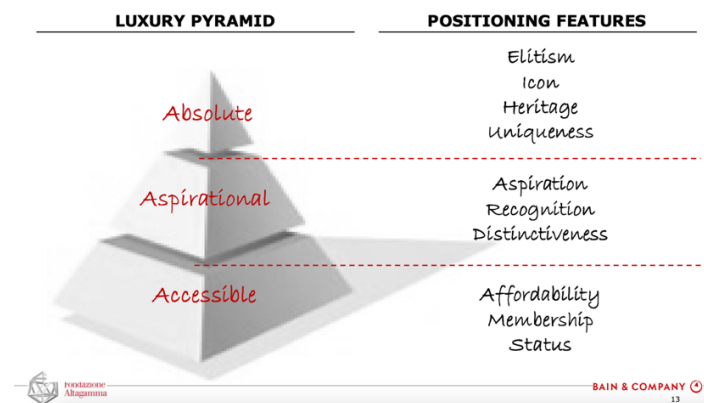 LUXURY PYRAMID
POSITIONING FEATURES
Absolute
Elitism
Icon
Heritage
Uniqueness
Aspirational
Aspiration
Recognition
Distinctiveness
Accessible
Affordability
Membership
Status
Fondazione
Altagamma
BAIN & COMPANY
13